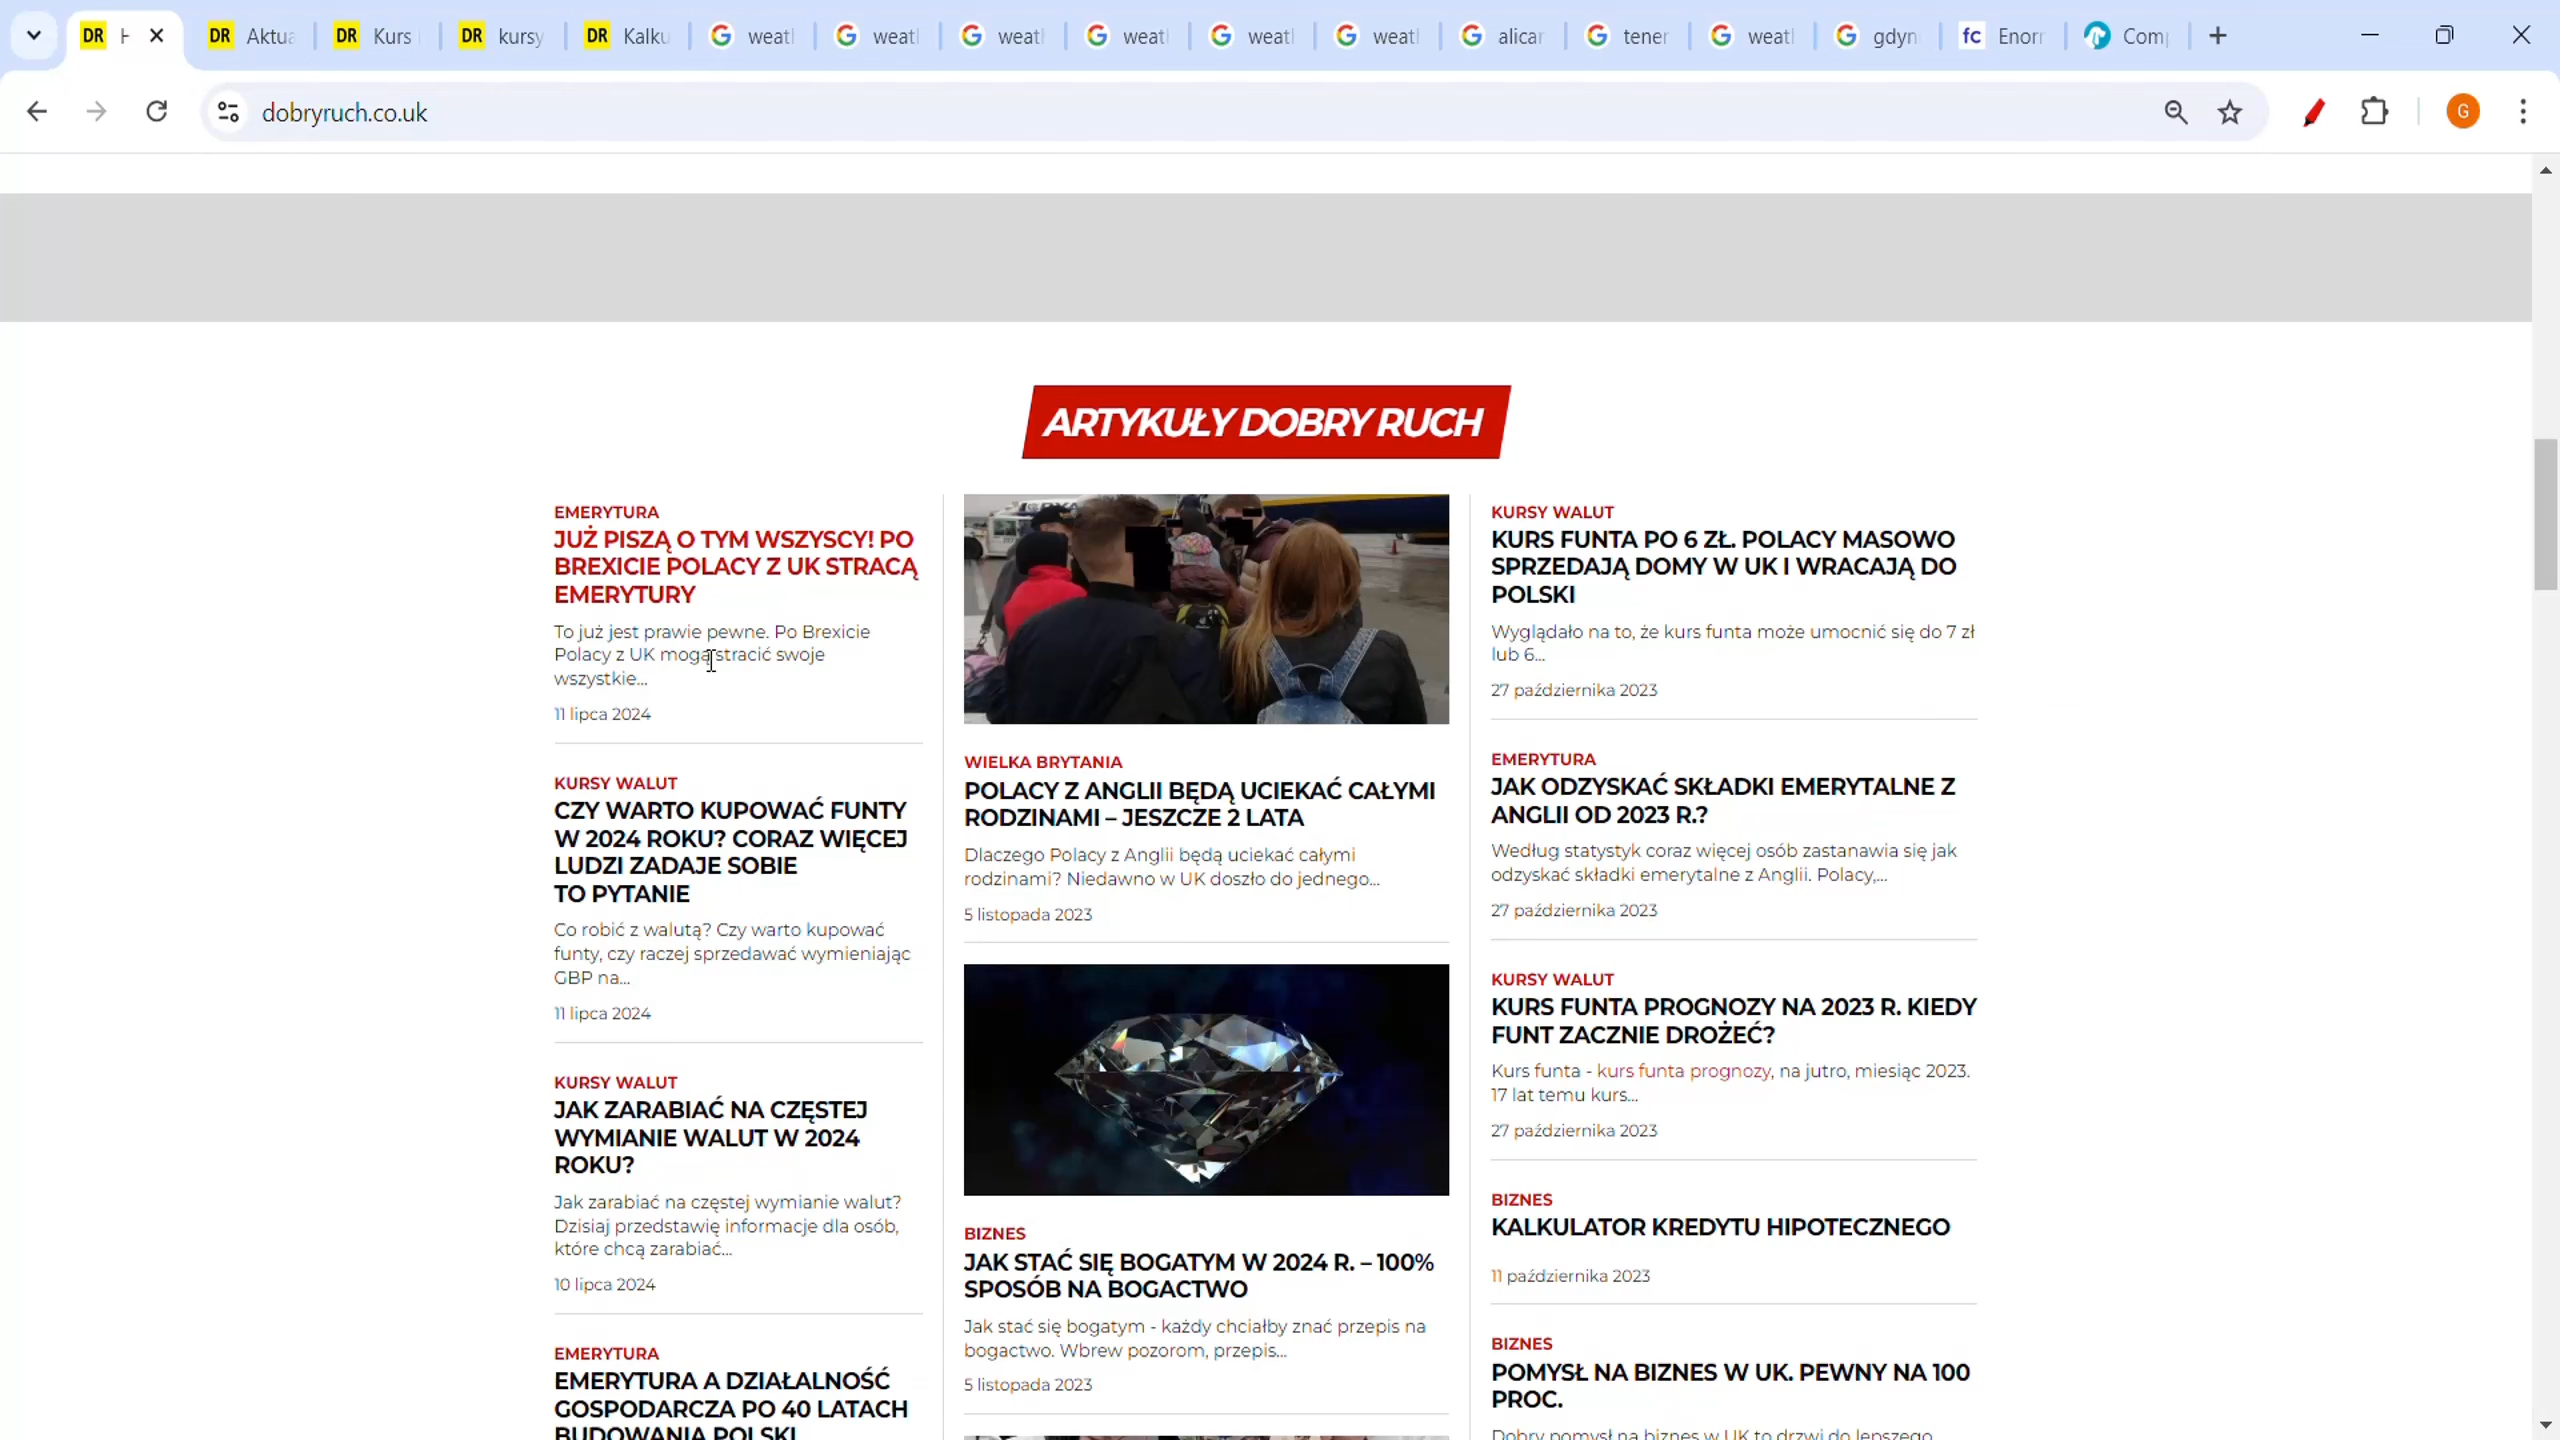 DR
H
DR
Aktua
DR
Kurs
DR
kursy
DR
Kalku
weat
weat
weat
weat
weat
weat
alican
tener
weat
gdyn
fc
Enorr
Comp
dobryruch.co.uk
G
ARTYKUŁY DOBRY RUCH
EMERYTURA
JUŻ PISZĄ O TYM WSZYSCY! PO
BREXICIE POLACY Z UK STRACĄ
EMERYTURY
To już jest prawie pewne. Po Brexicie
Polacy z UK mogą stracić swoje
wszystkie...
11 lipca 2024
KURSY WALUT
CZY WARTO KUPOWAĆ FUNTY
W 2024 ROKU? CORAZ WIĘCEJ
LUDZI ZADAJE SOBIE
TO PYTANIE
Co robić z walutą? Czy warto kupować
funty, czy raczej sprzedawać wymieniając
GBP na...
11 lipca 2024
KURSY WALUT
JAK ZARABIAĆ NA CZĘSTEJ
WYMIANIE WALUT W 2024
ROKU?
Jak zarabiać na częstej wymianie walut?
Dzisiaj przedstawię informacje dla osób,
które chcą zarabiać...
10 lipca 2024
EMERYTURA
EMERYTURA A DZIAŁALNOŚĆ
GOSPODARCZA PO 40 LATACH
BUDOWANIA POLSKI
WIELKA BRYTANIA
POLACY Z ANGLII BĘDĄ UCIEKAĆ CAŁYMI
RODZINAMI – JESZCZE 2 LATA
Dlaczego Polacy z Anglii będą uciekać całymi
rodzinami? Niedawno w UK doszło do jednego...
5 listopada 2023
BIZNES
JAK STAĆ SIĘ BOGATYM W 2024 R. – 100%
SPOSÓB NA BOGACTWO
Jak stać się bogatym - każdy chciałby znać przepis na
bogactwo. Wbrew pozorom, przepis...
5 listopada 2023
KURSY WALUT
KURS FUNTA PO 6 ZŁ. POLACY MASOWO
SPRZEDAJĄ DOMY W UK I WRACAJĄ DO
POLSKI
Wyglądało na to, że kurs funta może umocnić się do 7 zł
lub 6...
27 października 2023
EMERYTURA
JAK ODZYSKAĆ SKŁADKI EMERYTALNE Z
ANGLII OD 2023 R.?
Według statystyk coraz więcej osób zastanawia się jak
odzyskać składki emerytalne z Anglii. Polacy,...
27 października 2023
KURSY WALUT
KURS FUNTA PROGNOZY NA 2023 R. KIEDY
FUNT ZACZNIE DROŻEĆ?
Kurs funta - kurs funta prognozy, na jutro, miesiąc 2023.
17 lat temu kurs...
27 października 2023
BIZNES
KALKULATOR KREDYTU HIPOTECZNEGO
11 października 2023
BIZNES
POMYSŁ NA BIZNES W UK. PEWNY NA 100
PROC.
Dobry pomysł na biznes w UK to drzwi do lepszego